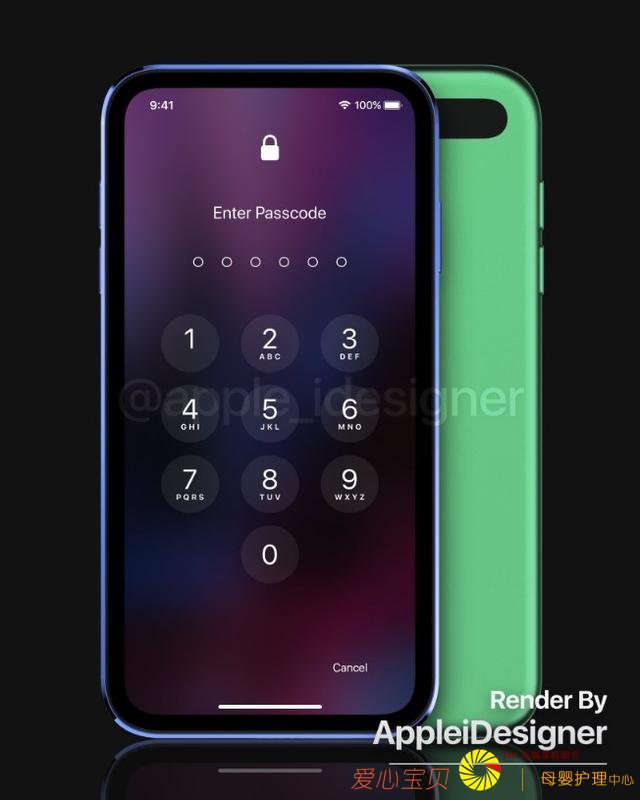 9:41 100%
Enter Passcode
1 2 3
ABC DEF
@apple_idesigner
4 5 6
GHI JKL MNO
7 8 9
PQRS TUV WXYZ
0
Cancel
Render By
AppleiDesigner
爱心宝贝 母婴护理中心